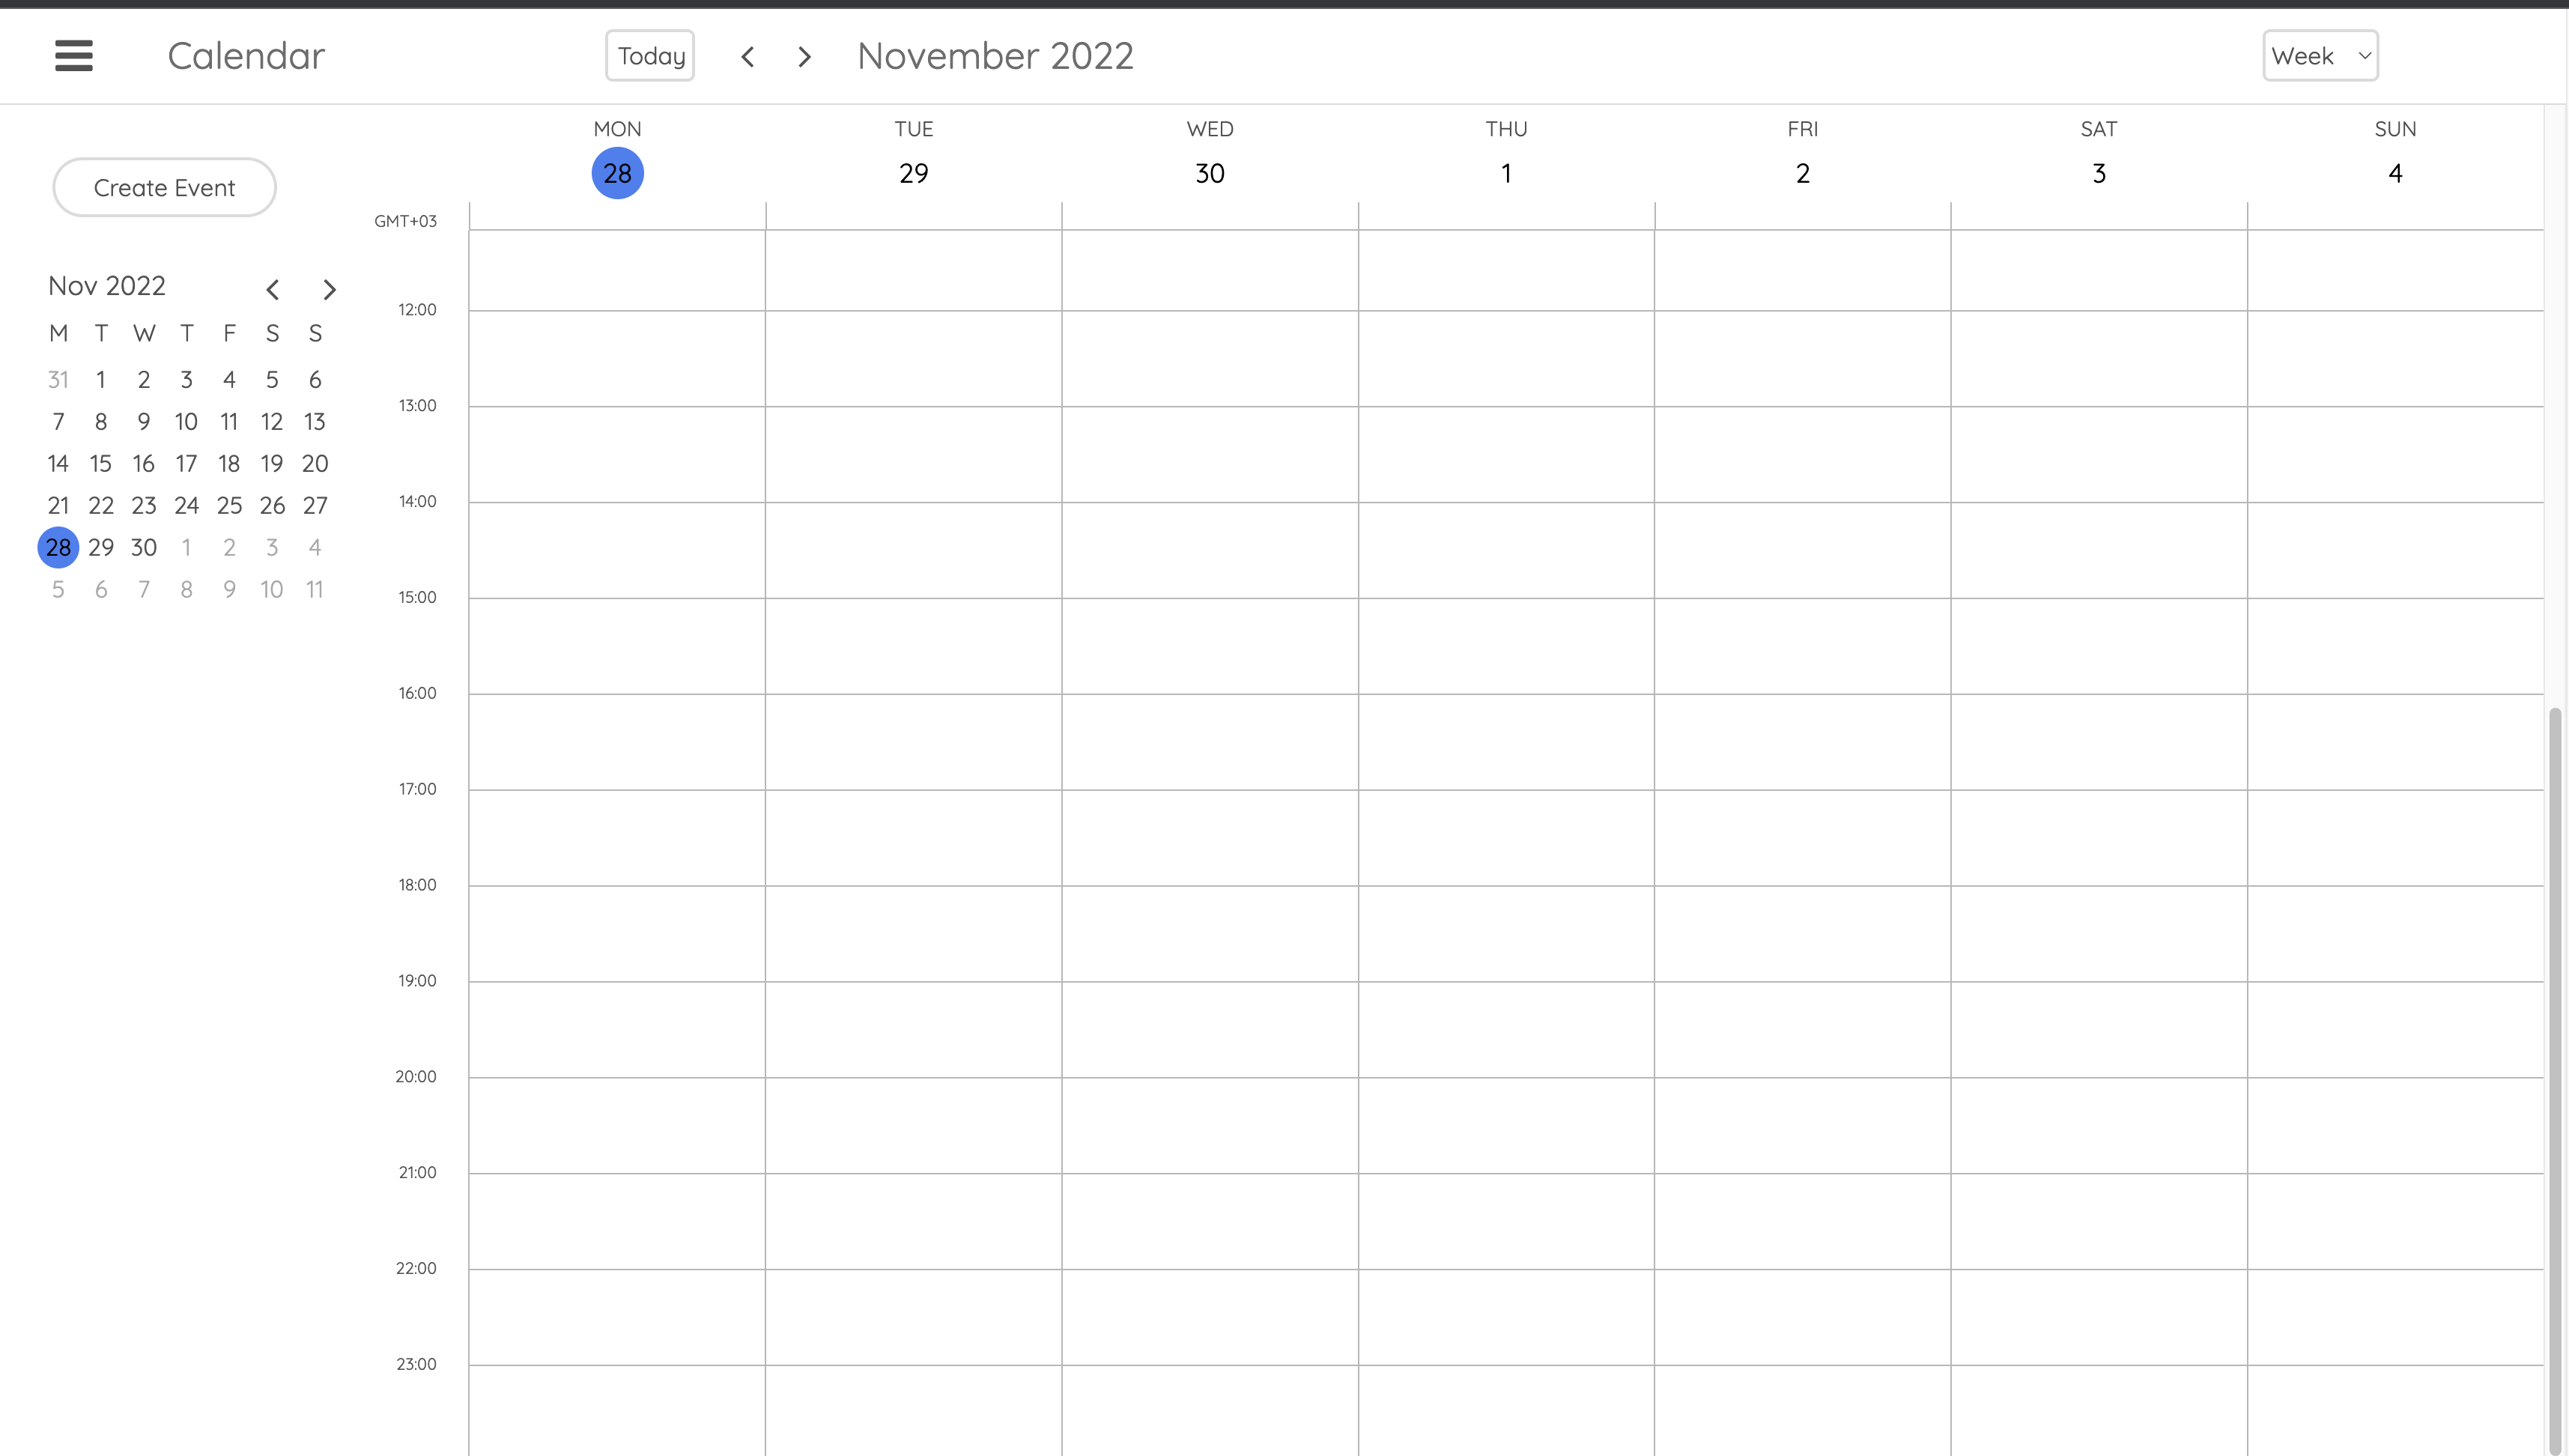 Calendar Today November 2022 Week
MON TUE WED THU FRI SAT SUN
28 29 30 1 2 3 4
Create Event
GMT+03
Nov 2022
M T W T F S S
31 1 2 3 4 5 6
7 8 9 10 11 12 13
14 15 16 17 18 19 20
21 22 23 24 25 26 27
28 29 30 1 2 3 4
5 6 7 8 9 10 11
12:00
13:00
14:00
15:00
16:00
17:00
18:00
19:00
20:00
21:00
22:00
23:00